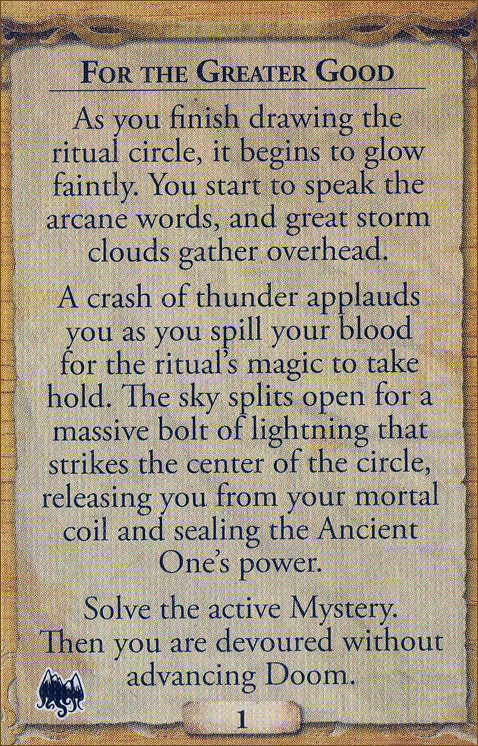 FOR THE GREATER GOOD
As you finish drawing the
ritual circle, it begins to glow
faintly. You start to speak the
arcane words, and great storm
clouds gather overhead.
A crash of thunder applauds
you as you spill your blood
for the ritual's magic to take
hold. The sky splits open for a
massive bolt of lightning that
strikes the center of the circle,
releasing you from your mortal
coil and sealing the Ancient
One's power.
Solve the active Mystery.
Then you are devoured without
advancing Doom.
1